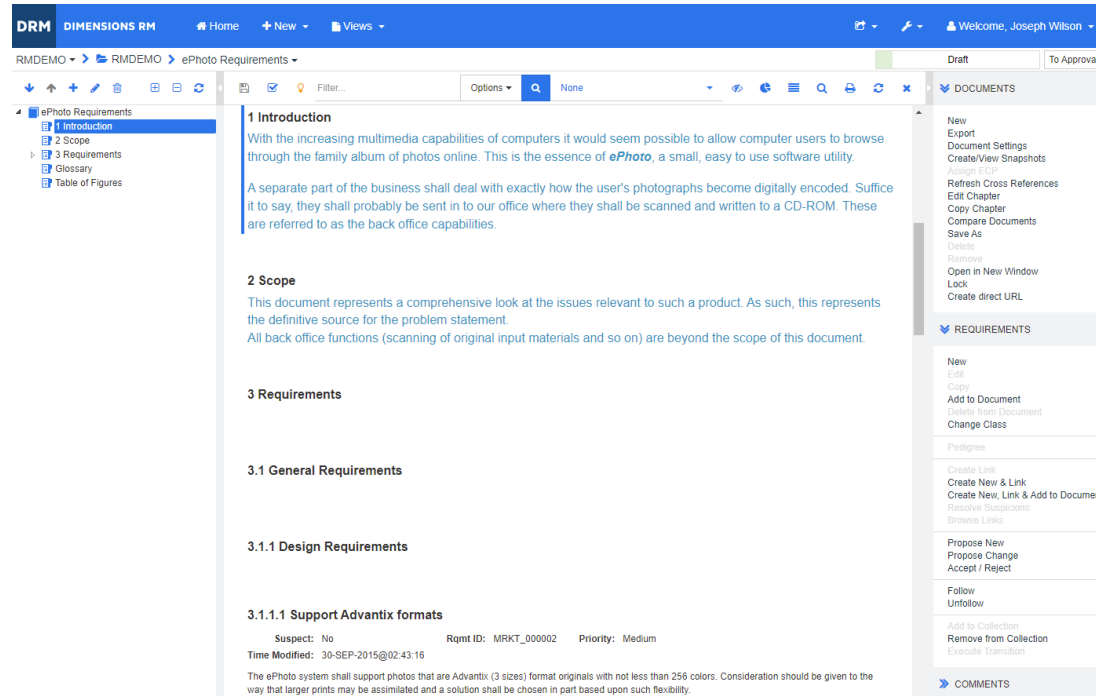 DRM DIMENSIONS RM Home New Views Welcome, Joseph Wilson
RMDEMO RMDEMO ePhoto Requirements Draft To Approva
Filter... Options None
ePhoto Requirements
1 Introduction
2 Scope
3 Requirements
Glossary
Table of Figures
1 Introduction
With the increasing multimedia capabilities of computers it would seem possible to allow computer users to browse
through the family album of photos online. This is the essence of ePhoto, a small, easy to use software utility.
A separate part of the business shall deal with exactly how the user's photographs become digitally encoded. Suffice
it to say, they shall probably be sent in to our office where they shall be scanned and written to a CD-ROM. These
are referred to as the back office capabilities.
2 Scope
This document represents a comprehensive look at the issues relevant to such a product. As such, this represents
the definitive source for the problem statement.
All back office functions (scanning of original input materials and so on) are beyond the scope of this document.
3 Requirements
3.1 General Requirements
3.1.1 Design Requirements
3.1.1.1 Support Advantix formats
Suspect: No Rqmt ID: MRKT_000002 Priority: Medium
Time Modified: 30-SEP-2015@02:43:16
The ePhoto system shall support photos that are Advantix (3 sizes) format originals with not less than 256 colors. Consideration should be given to the
way that larger prints may be assimilated and a solution shall be chosen in part based upon such flexibility.
DOCUMENTS
New
Export
Document Settings
Create/View Snapshots
Assign ECP
Refresh Cross References
Edit Chapter
Copy Chapter
Compare Documents
Save As
Delete
Remove
Open in New Window
Lock
Create direct URL
REQUIREMENTS
New
Edit
Copy
Add to Document
Delete from Document
Change Class
Pedigree
Create Link
Create New & Link
Create New, Link & Add to Docume
Resolve Suspicions
Browse Links
Propose New
Propose Change
Accept / Reject
Follow
Unfollow
Add to Collection
Remove from Collection
Execute Transition
COMMENTS